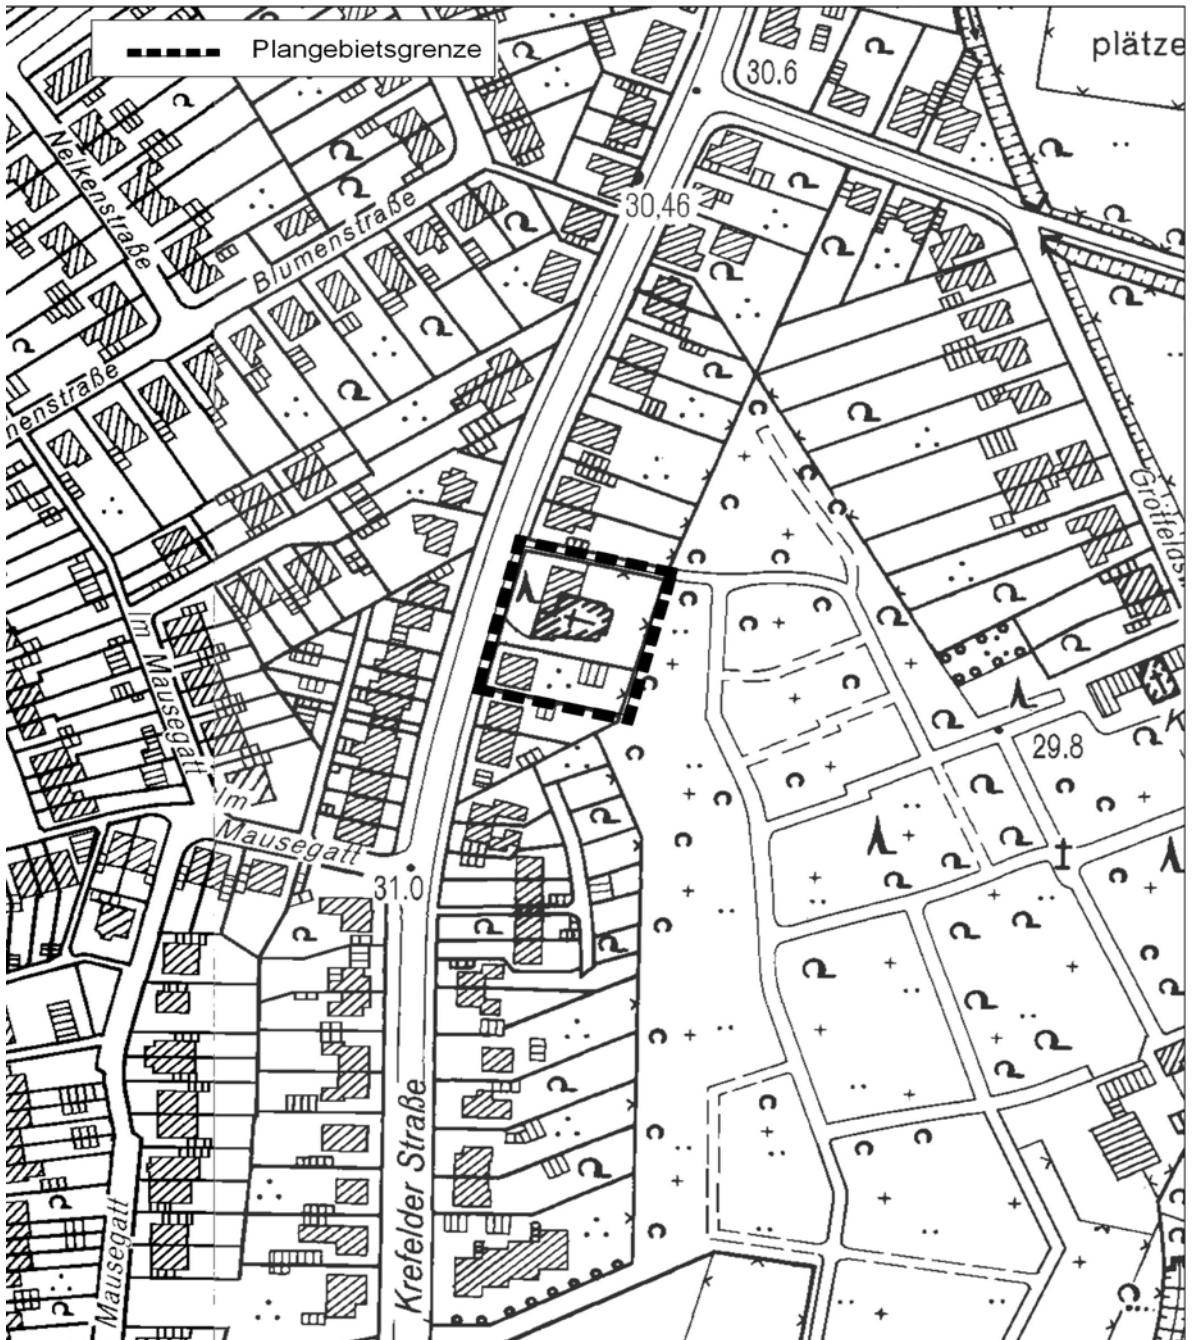 Plangebietsgrenze
plätze
30.6
Nelkenstraße
30,46
Blumenstraße
nenstraße
Grotfeldst
Im Mausegatt
29.8
K
Im
Mausegatt
31.0
Krefelder Straße
Mausegatt